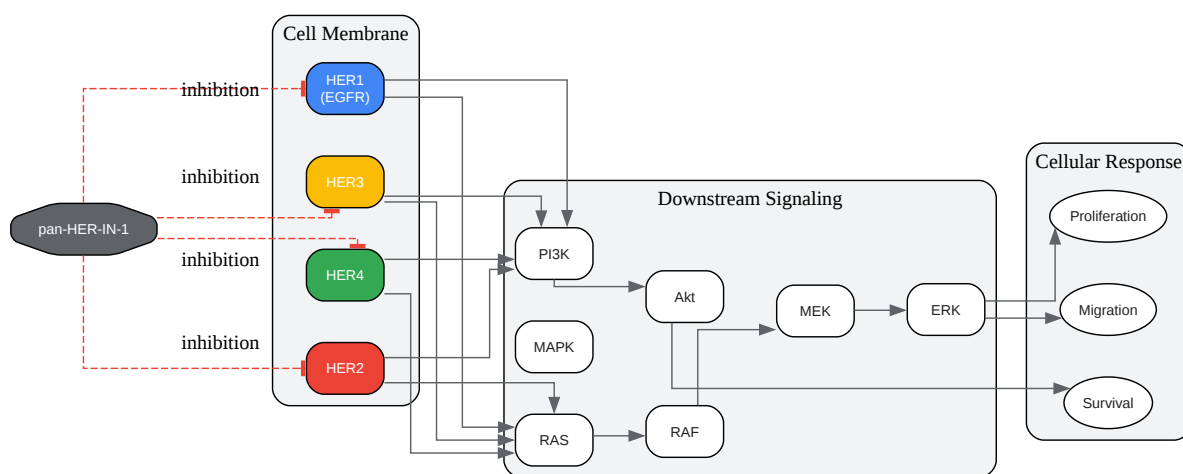 Cell Membrane
inhibition
HER1
(EGFR)
inhibition
HER3
pan-HER-IN-1
inhibition
HER4
inhibition
HER2
Downstream Signaling
PI3K
Akt
MAPK
MEK
ERK
RAS
RAF
Cellular Response
Proliferation
Migration
Survival